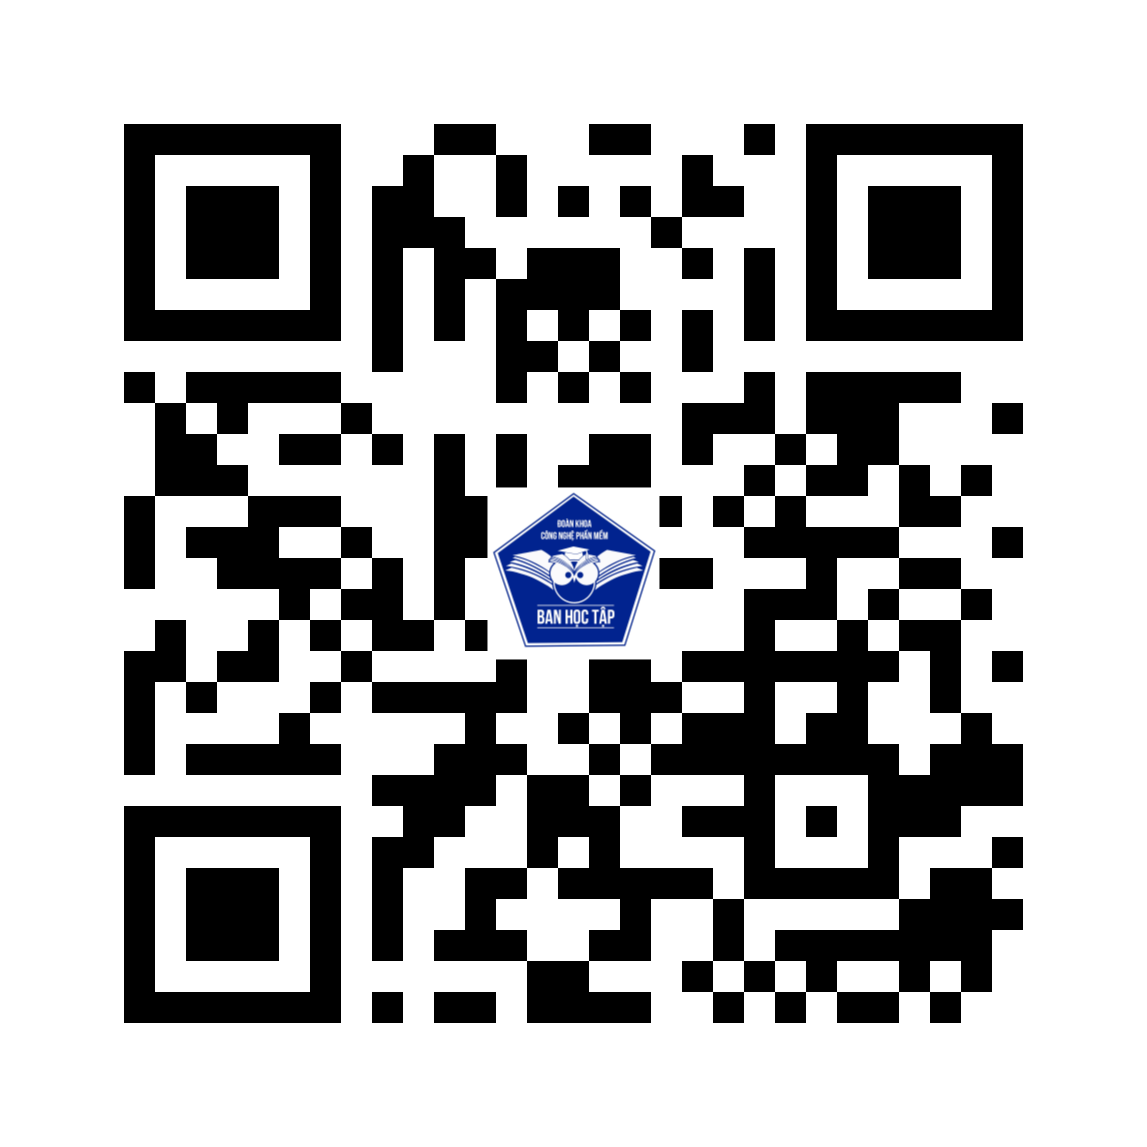 ĐOÀN KHOA
CÔNG NGHỆ PHẦN MỀM
BAN HỌC TẬP